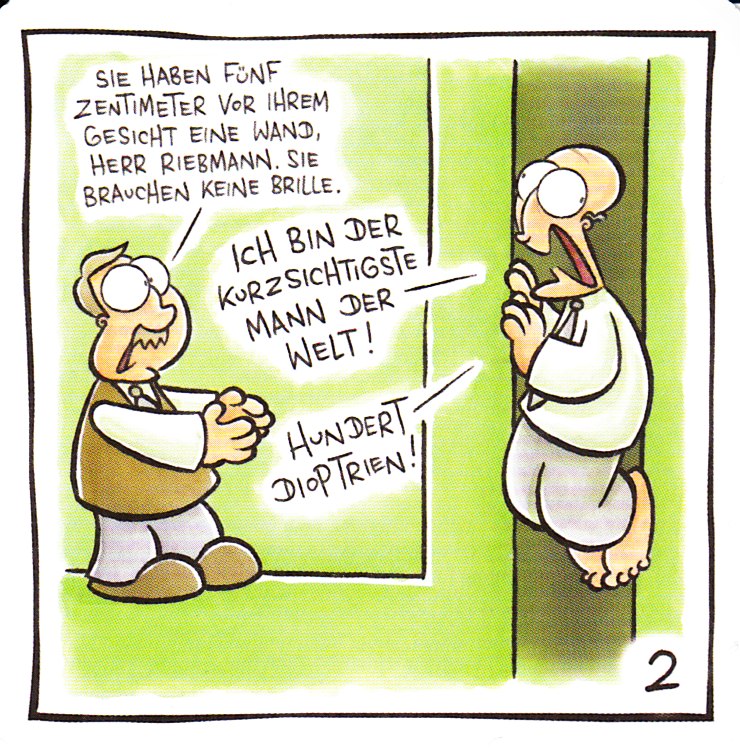 SIE HABEN FÜNF
ZENTIMETER VOR IHREM
GESICHT EINE WAND,
HERR RIEBMANN. SIE
BRAUCHEN KEINE BRILLE.
ICH BIN DER
KURZSICHTIGSTE
MANN DER
WELT!
HUNDERT
DIOPTRIEN!
2